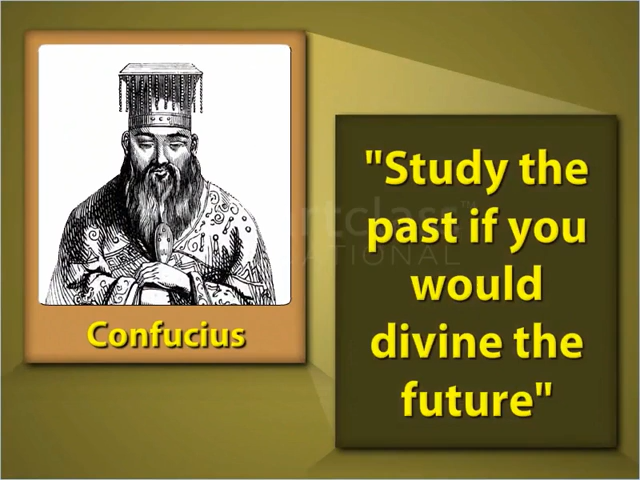 Confucius
"Study the
past if you
would
divine the
future"